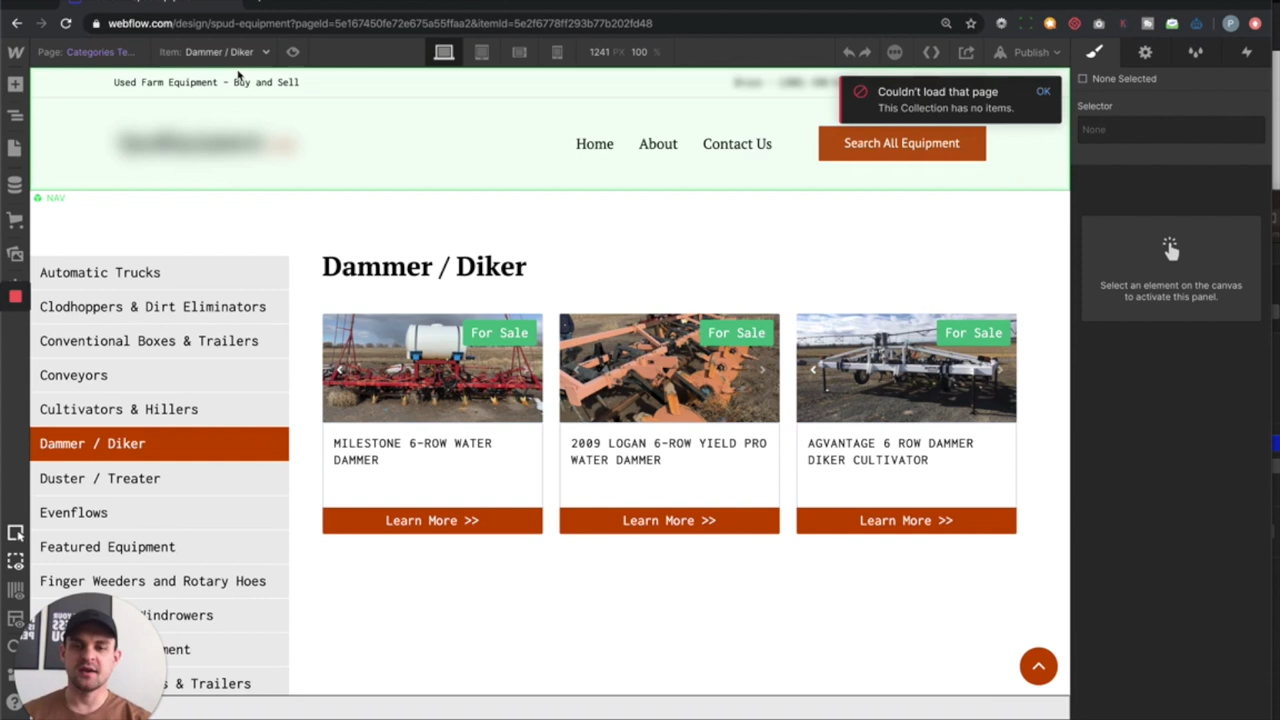 webflow.com/design/spud-equipment?pageId=5e167450fe72e675a55ffaa2&itemId=5e2f6778ff293b77b202fd48
Page: Categories Te... Item: Dammer / Diker 1241 PX 100 % Publish
Used Farm Equipment - Buy and Sell
None Selected
Selector
None
Couldn't load that page OK
This Collection has no items.
Home About Contact Us Search All Equipment
NAV
Select an element on the canvas
to activate this panel.
Automatic Trucks
Clodhoppers & Dirt Eliminators
Conventional Boxes & Trailers
Conveyors
Cultivators & Hillers
Dammer / Diker
Duster / Treater
Evenflows
Featured Equipment
Finger Weeders and Rotary Hoes
Windrowers
ment
s & Trailers
Dammer / Diker
For Sale
For Sale
For Sale
MILESTONE 6-ROW WATER
DAMMER
Learn More >>
2009 LOGAN 6-ROW YIELD PRO
WATER DAMMER
Learn More >>
AGVANTAGE 6 ROW DAMMER
DIKER CULTIVATOR
Learn More >>